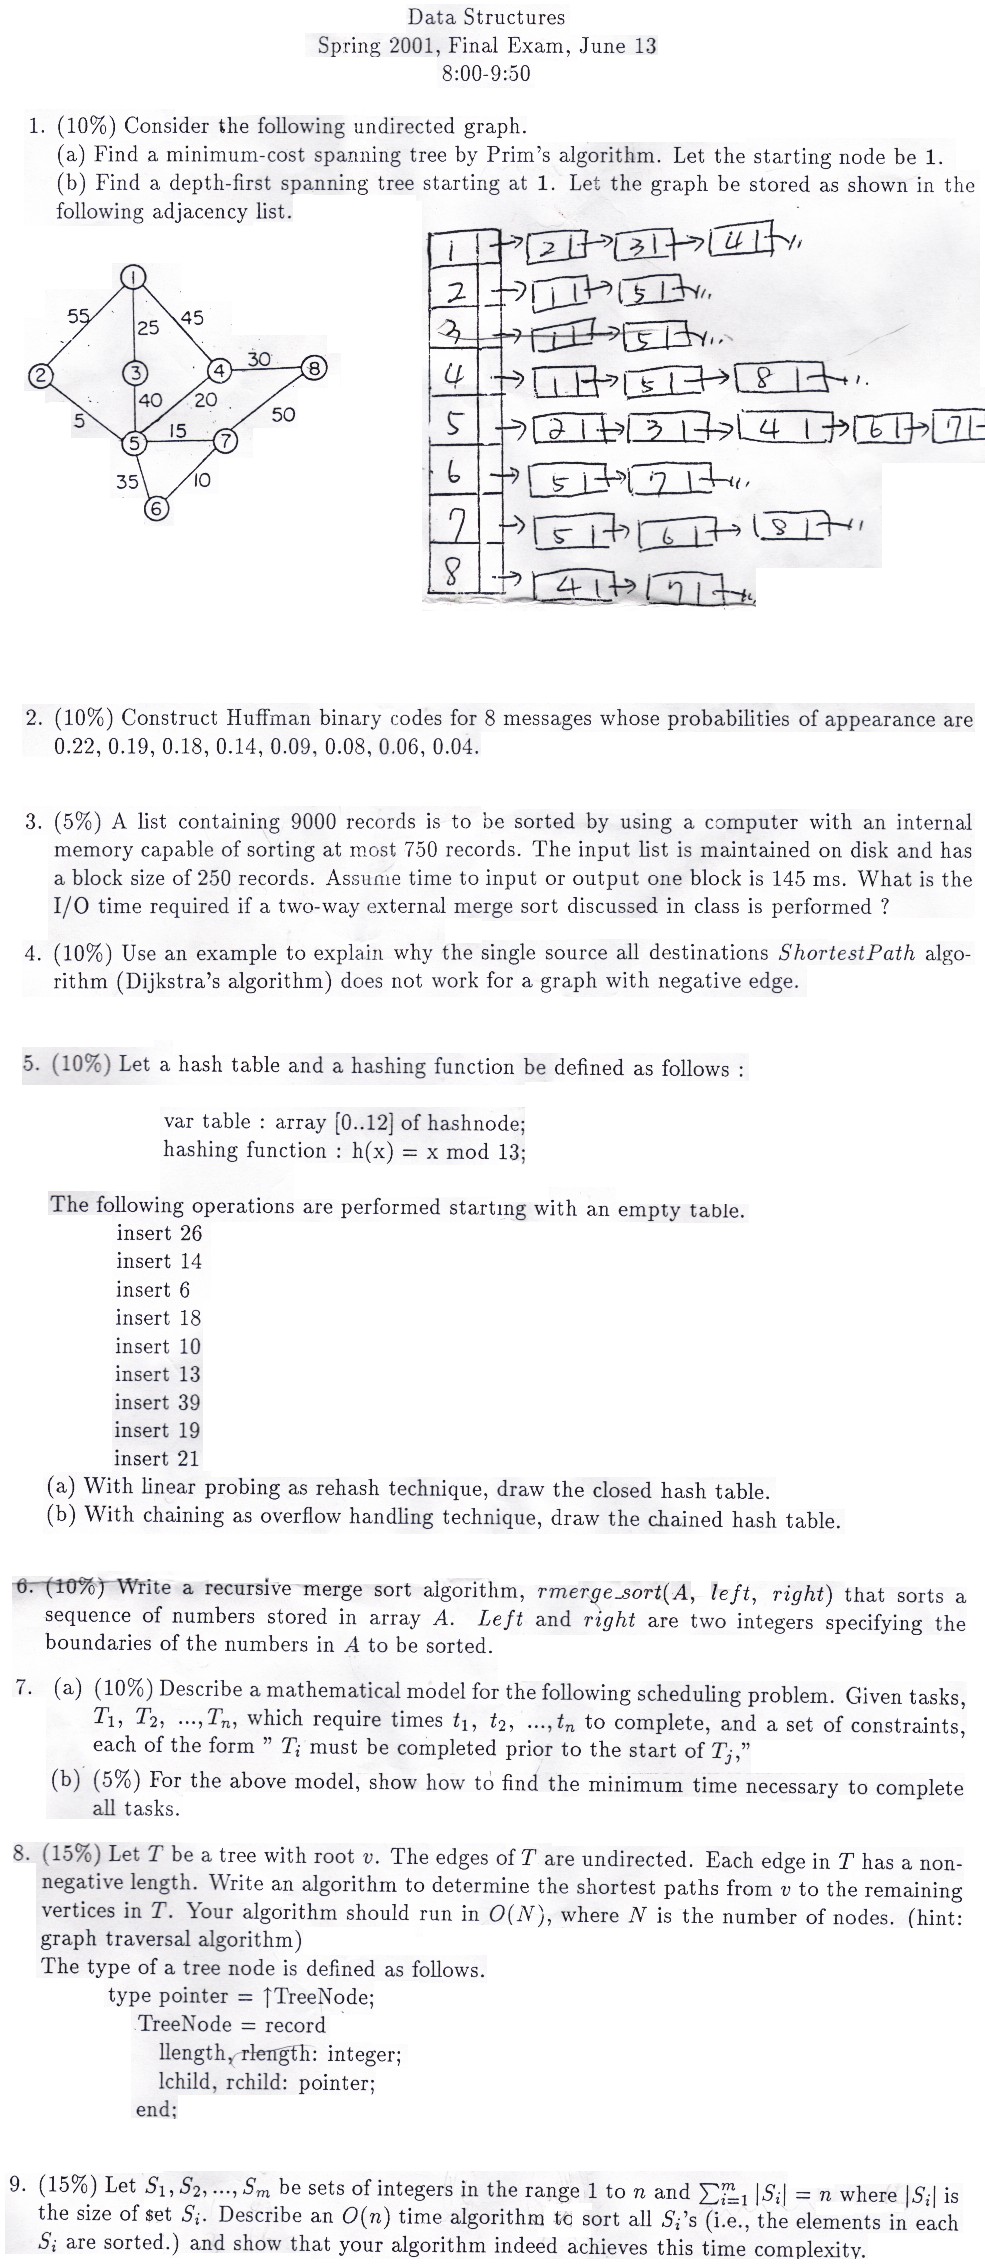 Data Structures
Spring 2001, Final Exam, June 13
8:00-9:50
1. (10%) Consider the following undirected graph.
(a) Find a minimum-cost spanning tree by Prim's algorithm. Let the starting node be 1.
(b) Find a depth-first spanning tree starting at 1. Let the graph be stored as shown in the
following adjacency list.
1
55 25 45
2 3 4 30 8
5 40 20 50
5 15 7
35 10
6
1 2 3 4
2 1 5
3 1 5
4 1 5 8
5 2 3 4 6 7
6 5 7
7 5 6 8
8 4 7
2. (10%) Construct Huffman binary codes for 8 messages whose probabilities of appearance are
0.22, 0.19, 0.18, 0.14, 0.09, 0.08, 0.06, 0.04.
3. (5%) A list containing 9000 records is to be sorted by using a computer with an internal
memory capable of sorting at most 750 records. The input list is maintained on disk and has
a block size of 250 records. Assume time to input or output one block is 145 ms. What is the
I/O time required if a two-way external merge sort discussed in class is performed ?
4. (10%) Use an example to explain why the single source all destinations ShortestPath algo-
rithm (Dijkstra's algorithm) does not work for a graph with negative edge.
5. (10%) Let a hash table and a hashing function be defined as follows :
var table : array [0..12] of hashnode;
hashing function : h(x) = x mod 13;
The following operations are performed starting with an empty table.
insert 26
insert 14
insert 6
insert 18
insert 10
insert 13
insert 39
insert 19
insert 21
(a) With linear probing as rehash technique, draw the closed hash table.
(b) With chaining as overflow handling technique, draw the chained hash table.
6. (10%) Write a recursive merge sort algorithm, rmerge_sort(A, left, right) that sorts a
sequence of numbers stored in array A. Left and right are two integers specifying the
boundaries of the numbers in A to be sorted.
7. (a) (10%) Describe a mathematical model for the following scheduling problem. Given tasks,
T₁, T₂, ..., Tₙ, which require times t₁, t₂, ..., tₙ to complete, and a set of constraints,
each of the form " Tᵢ must be completed prior to the start of Tⱼ,"
(b) (5%) For the above model, show how to find the minimum time necessary to complete
all tasks.
8. (15%) Let T be a tree with root v. The edges of T are undirected. Each edge in T has a non-
negative length. Write an algorithm to determine the shortest paths from v to the remaining
vertices in T. Your algorithm should run in O(N), where N is the number of nodes. (hint:
graph traversal algorithm)
The type of a tree node is defined as follows.
type pointer = ↑TreeNode;
TreeNode = record
llength, rlength: integer;
lchild, rchild: pointer;
end;
9. (15%) Let S₁, S₂, ..., Sₘ be sets of integers in the range 1 to n and ∑ᵢ₌₁ᵐ |Sᵢ| = n where |Sᵢ| is
the size of set Sᵢ. Describe an O(n) time algorithm to sort all Sᵢ's (i.e., the elements in each
Sᵢ are sorted.) and show that your algorithm indeed achieves this time complexity.